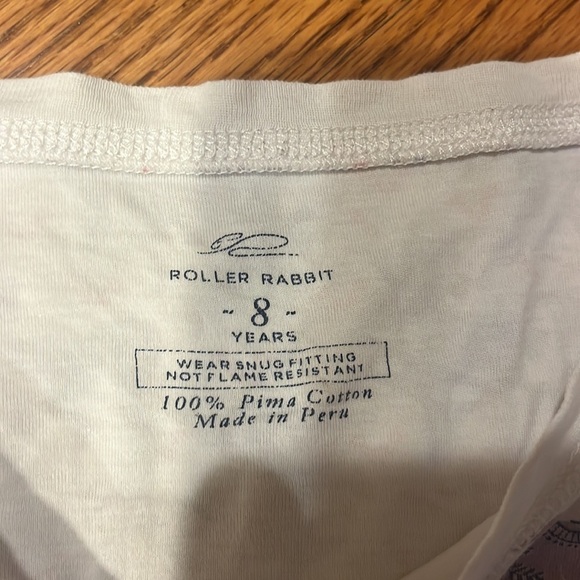 ROLLER RABBIT
~ 8 ~
YEARS
WEAR SNUG FITTING
NOT FLAME RESISTANT
100% Pima Cotton
Made in Peru